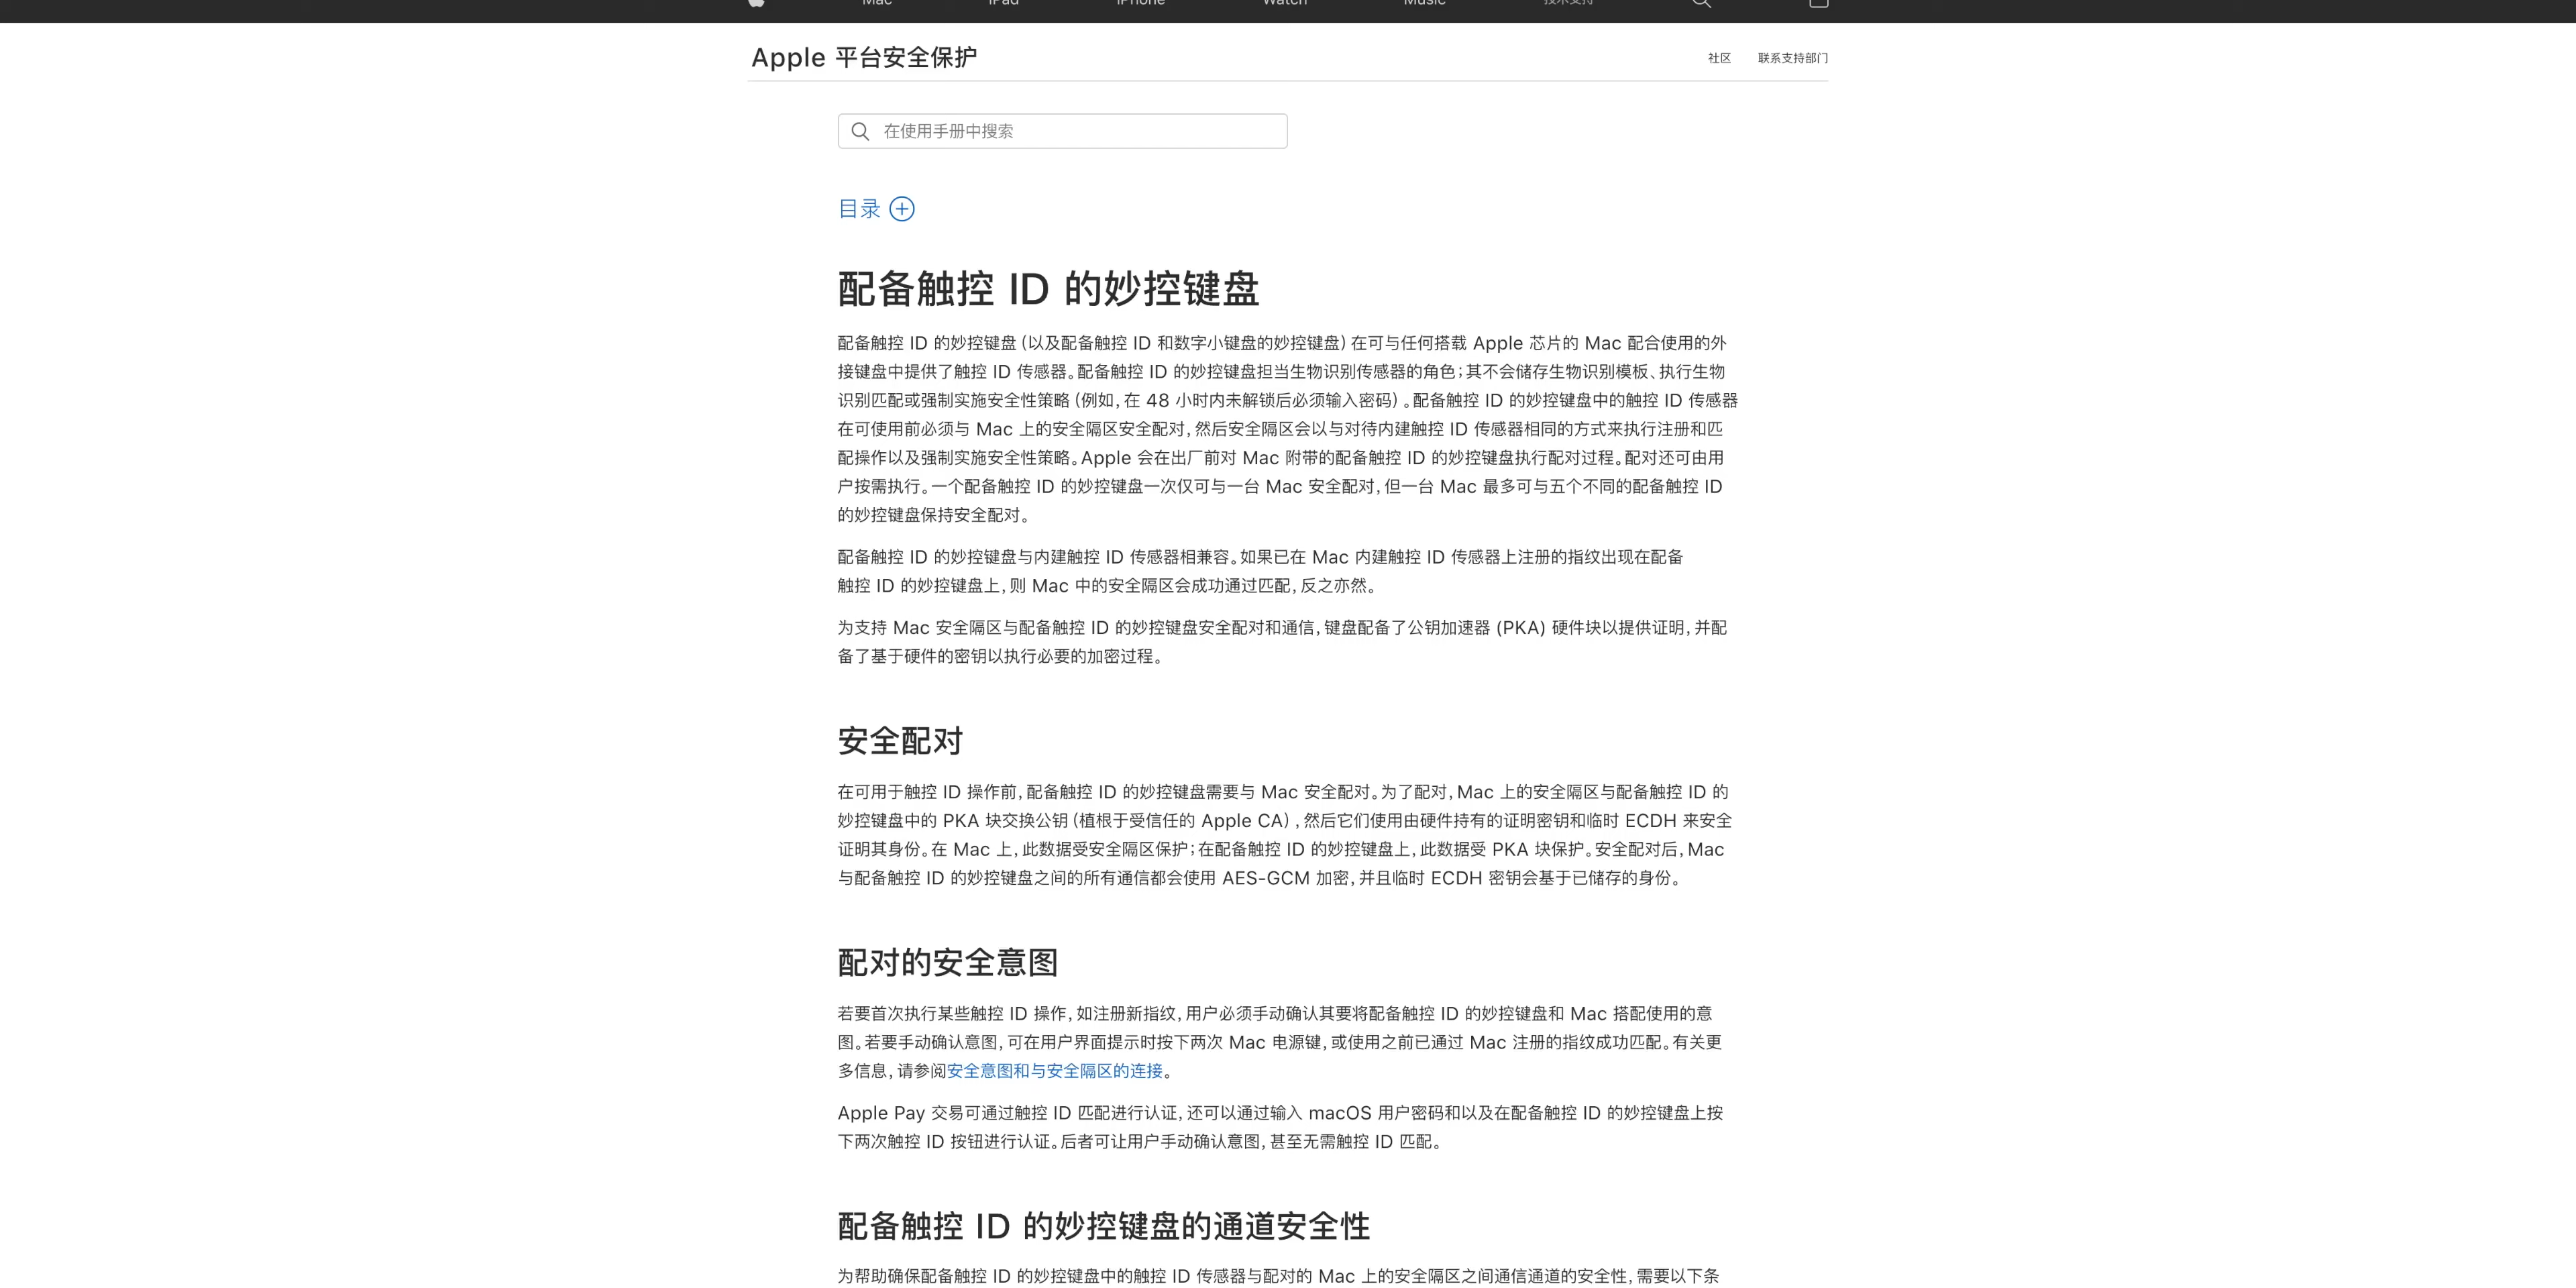 Mac iPad iPhone Watch Music 技术支持
Apple 平台安全保护
社区 联系支持部门
在使用手册中搜索
目录
配备触控 ID 的妙控键盘
配备触控 ID 的妙控键盘（以及配备触控 ID 和数字小键盘的妙控键盘）在可与任何搭载 Apple 芯片的 Mac 配合使用的外
接键盘中提供了触控 ID 传感器。配备触控 ID 的妙控键盘担当生物识别传感器的角色；其不会储存生物识别模板、执行生物
识别匹配或强制实施安全性策略（例如，在 48 小时内未解锁后必须输入密码）。配备触控 ID 的妙控键盘中的触控 ID 传感器
在可使用前必须与 Mac 上的安全隔区安全配对，然后安全隔区会以与对待内建触控 ID 传感器相同的方式来执行注册和匹
配操作以及强制实施安全性策略。Apple 会在出厂前对 Mac 附带的配备触控 ID 的妙控键盘执行配对过程。配对还可由用
户按需执行。一个配备触控 ID 的妙控键盘一次仅可与一台 Mac 安全配对，但一台 Mac 最多可与五个不同的配备触控 ID
的妙控键盘保持安全配对。
配备触控 ID 的妙控键盘与内建触控 ID 传感器相兼容。如果已在 Mac 内建触控 ID 传感器上注册的指纹出现在配备
触控 ID 的妙控键盘上，则 Mac 中的安全隔区会成功通过匹配，反之亦然。
为支持 Mac 安全隔区与配备触控 ID 的妙控键盘安全配对和通信，键盘配备了公钥加速器 (PKA) 硬件块以提供证明，并配
备了基于硬件的密钥以执行必要的加密过程。
安全配对
在可用于触控 ID 操作前，配备触控 ID 的妙控键盘需要与 Mac 安全配对。为了配对，Mac 上的安全隔区与配备触控 ID 的
妙控键盘中的 PKA 块交换公钥（植根于受信任的 Apple CA），然后它们使用由硬件持有的证明密钥和临时 ECDH 来安全
证明其身份。在 Mac 上，此数据受安全隔区保护；在配备触控 ID 的妙控键盘上，此数据受 PKA 块保护。安全配对后，Mac
与配备触控 ID 的妙控键盘之间的所有通信都会使用 AES-GCM 加密，并且临时 ECDH 密钥会基于已储存的身份。
配对的安全意图
若要首次执行某些触控 ID 操作，如注册新指纹，用户必须手动确认其要将配备触控 ID 的妙控键盘和 Mac 搭配使用的意
图。若要手动确认意图，可在用户界面提示时按下两次 Mac 电源键，或使用之前已通过 Mac 注册的指纹成功匹配。有关更
多信息，请参阅安全意图和与安全隔区的连接。
Apple Pay 交易可通过触控 ID 匹配进行认证，还可以通过输入 macOS 用户密码和以及在配备触控 ID 的妙控键盘上按
下两次触控 ID 按钮进行认证。后者可让用户手动确认意图，甚至无需触控 ID 匹配。
配备触控 ID 的妙控键盘的通道安全性
为帮助确保配备触控 ID 的妙控键盘中的触控 ID 传感器与配对的 Mac 上的安全隔区之间通信通道的安全性，需要以下条